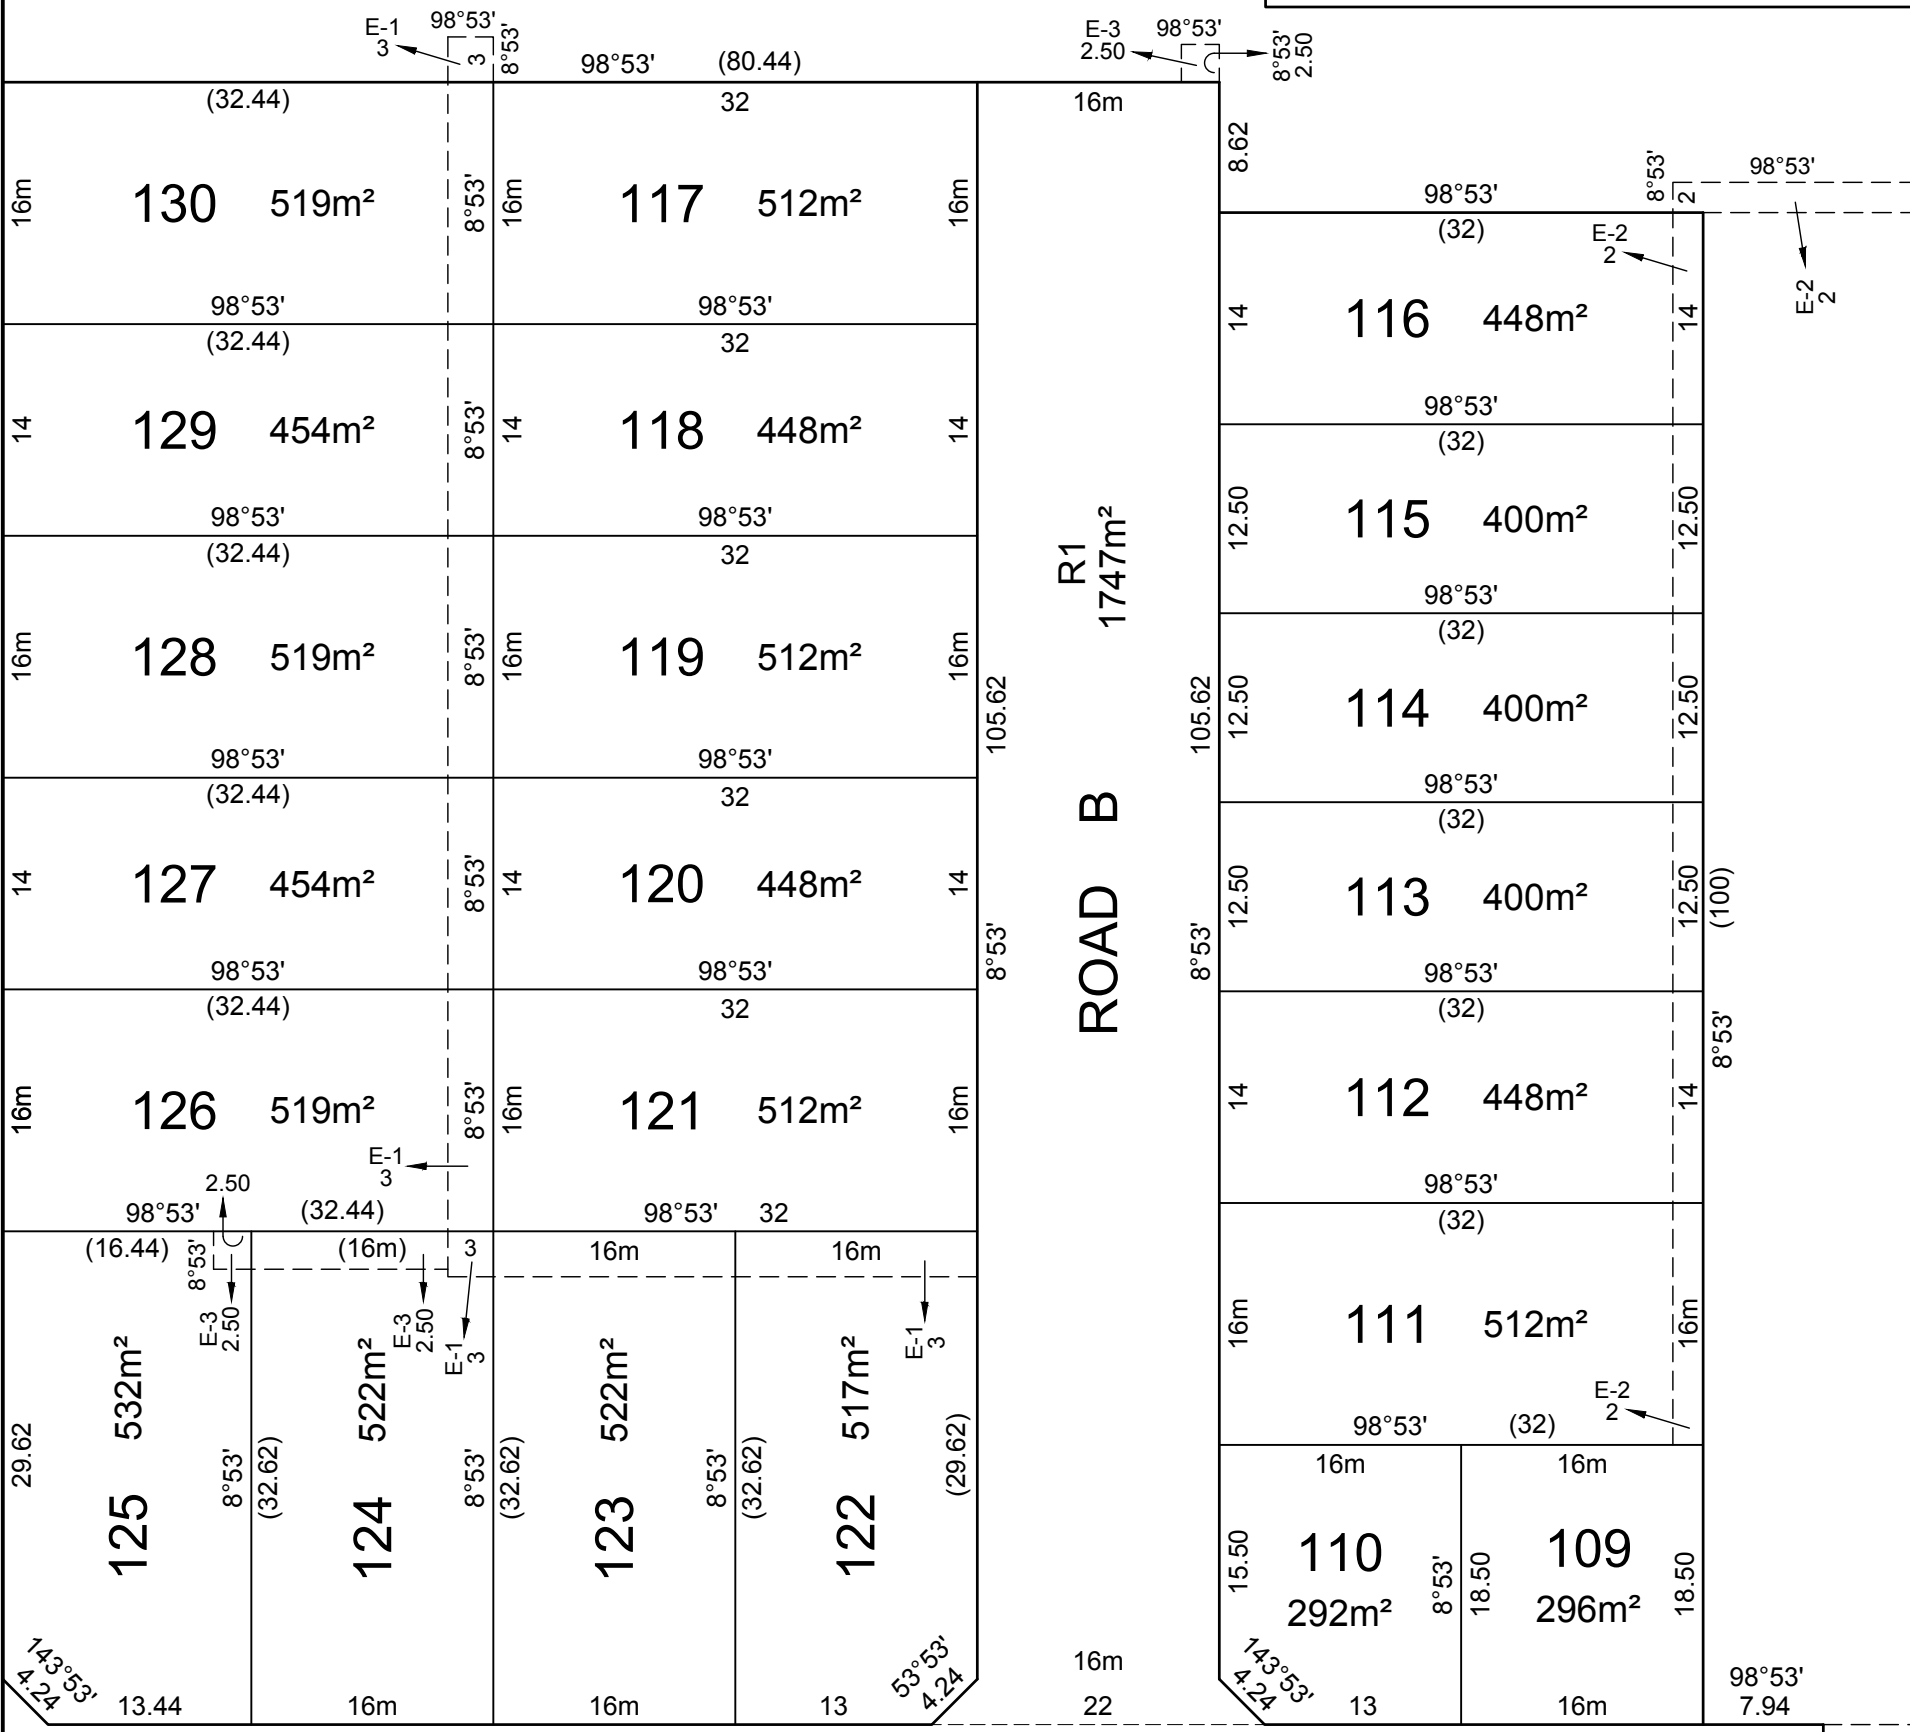 E-1
3
98°53'
3
8°53'
98°53' (80.44)
E-3
2.50
98°53'
8°53'
2.50
(32.44)
32
16m
8.62
16m
130 519m²
8°53'
16m
117 512m²
16m
98°53'
98°53'
98°53'
(32)
8°53'
2
98°53'
E-2
2
E-2
2
14
116 448m²
14
98°53'
(32.44)
32
14
129 454m²
8°53'
14
118 448m²
14
98°53'
98°53'
(32)
12.50
115 400m²
12.50
98°53'
(32.44)
32
16m
128 519m²
8°53'
16m
119 512m²
16m
98°53'
98°53'
R1
1747m²
105.62
105.62
98°53'
(32)
12.50
114 400m²
12.50
(32.44)
32
14
127 454m²
8°53'
14
120 448m²
14
98°53'
98°53'
ROAD B
8°53'
8°53'
98°53'
(32)
12.50
113 400m²
12.50
(100)
98°53'
(32)
8°53'
14
112 448m²
14
(32.44)
32
16m
126 519m²
8°53'
16m
121 512m²
16m
E-1
3
2.50
98°53' (32.44)
98°53' 32
98°53'
(32)
16m
111 512m²
16m
E-2
2
98°53' (32)
(16.44)
8°53'
(16m)
3
16m
16m
E-3
2.50
E-3
2.50
E-1
3
E-1
3
29.62
125 532m²
8°53'
(32.62)
124 522m²
8°53'
(32.62)
123 522m²
8°53'
(32.62)
122 517m²
(29.62)
16m
16m
15.50
110
292m²
8°53'
18.50
109
296m²
18.50
143°53'
4.24
13.44
16m
16m
13
53°53'
4.24
16m
22
143°53'
4.24
13
16m
98°53'
7.94